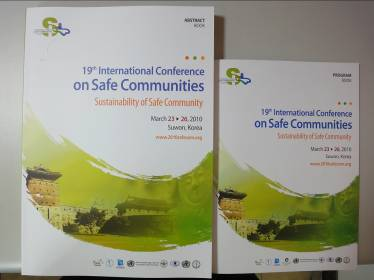 ABSTRACT
BOOK
19th International Conference
on Safe Communities
Sustainability of Safe Community
March 23 ▸ 26, 2010
Suwon, Korea
www.2010safecom.org
PROGRAM
BOOK
19th International Conference
on Safe Communities
Sustainability of Safe Community
March 23 ▸ 26, 2010
Suwon, Korea
www.2010safecom.org